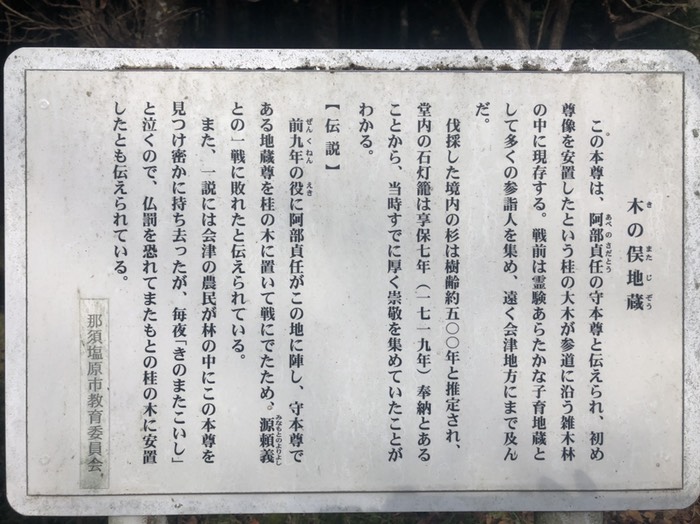 木の俣地蔵
この本尊は、阿部貞任の守本尊と伝えられ、初め
尊像を安置したという桂の大木が参道に沿う雑木林
の中に現存する。戦前は霊験あらたかな子育地蔵と
して多くの参詣人を集め、遠く会津地方にまで及ん
だ。
伐採した境内の杉は樹齢約五〇〇年と推定され、
堂内の石灯籠は享保七年（一七一九年）奉納とある
ことから、当時すでに厚く崇敬を集めていたことが
わかる。
【伝説】
前九年の役に阿部貞任がこの地に陣し、守本尊で
ある地蔵尊を桂の木に置いて戦にでたため。源頼義
との一戦に敗れたと伝えられている。
また、一説には会津の農民が林の中にこの本尊を
見つけ密かに持ち去ったが、毎夜「きのまたこいし」
と泣くので、仏罰を恐れてまたもとの桂の木に安置
したとも伝えられている。
那須塩原市教育委員会